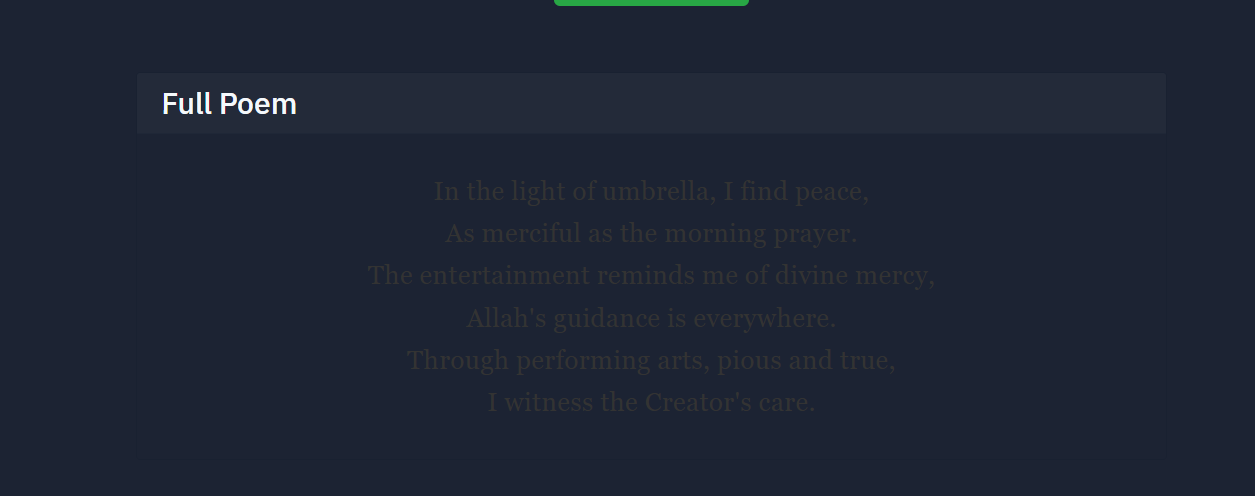 Full Poem
In the light of umbrella, I find peace,
As merciful as the morning prayer.
The entertainment reminds me of divine mercy,
Allah's guidance is everywhere.
Through performing arts, pious and true,
I witness the Creator's care.